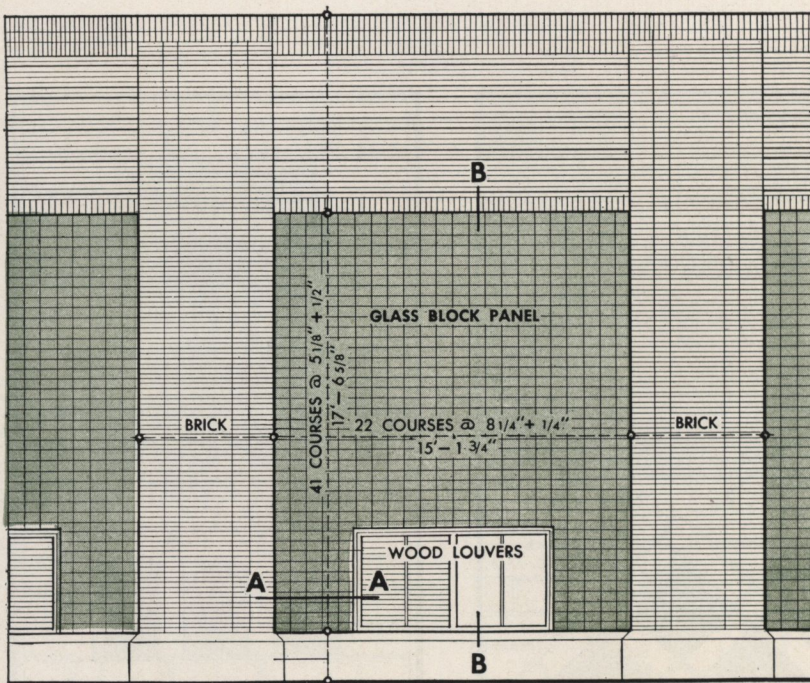 B
GLASS BLOCK PANEL
41 COURSES @ 5 1/8" + 1/2"
17'– 6 5/8"
BRICK
22 COURSES @ 8 1/4" + 1/4"
15'– 1 3/4"
BRICK
WOOD LOUVERS
A
A
B